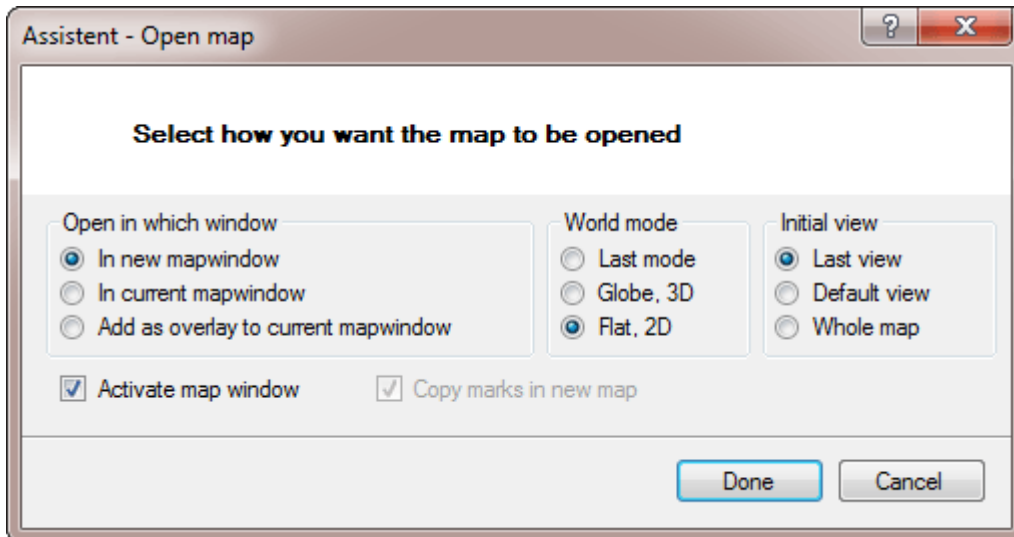 Assistent - Open map
Select how you want the map to be opened
Open in which window
In new mapwindow
In current mapwindow
Add as overlay to current mapwindow
World mode
Last mode
Globe, 3D
Flat, 2D
Initial view
Last view
Default view
Whole map
Activate map window
Copy marks in new map
Done
Cancel